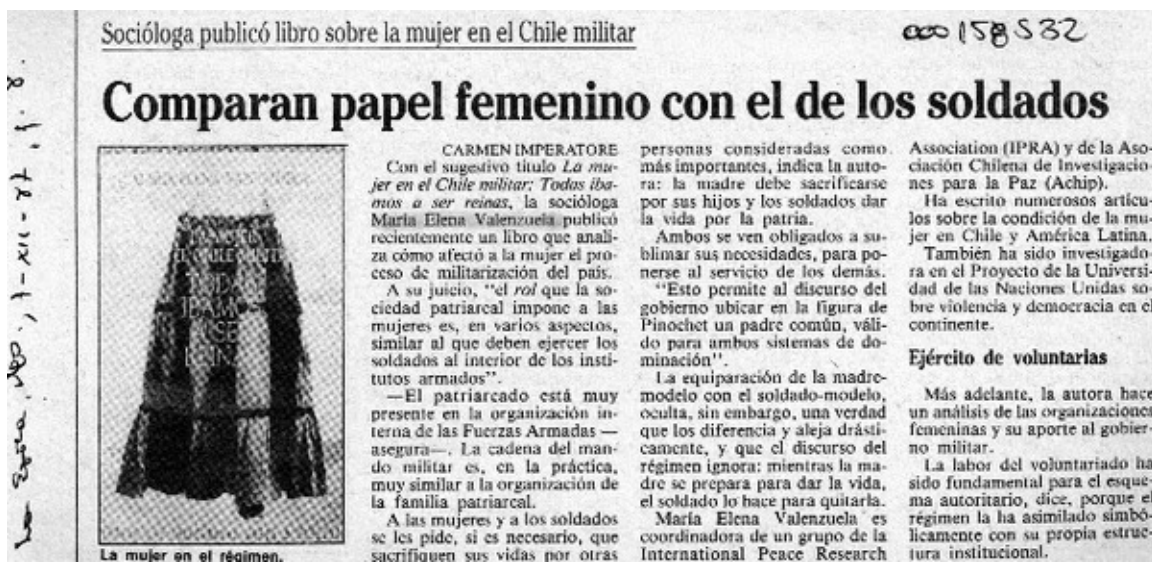 Socióloga publicó libro sobre la mujer en el Chile militar
000158532
Comparan papel femenino con el de los soldados
CARMEN IMPERATORE
Con el sugestivo título La mu-
jer en el Chile militar: Todas íba-
mos a ser reinas, la socióloga
María Elena Valenzuela publicó
recientemente un libro que anali-
za cómo afectó a la mujer el pro-
ceso de militarización del país.
A su juicio, "el rol que la so-
ciedad patriarcal impone a las
mujeres es, en varios aspectos,
similar al que deben ejercer los
soldados al interior de los insti-
tutos armados".
—El patriarcado está muy
presente en la organización in-
terna de las Fuerzas Armadas —
asegura—. La cadena del man-
do militar es, en la práctica,
muy similar a la organización de
la familia patriarcal.
A las mujeres y a los soldados
se les pide, si es necesario, que
sacrifiquen sus vidas por otras
personas consideradas como
más importantes, indica la auto-
ra: la madre debe sacrificarse
por sus hijos y los soldados dar
la vida por la patria.
Ambos se ven obligados a su-
blimar sus necesidades, para po-
nerse al servicio de los demás.
"Esto permite al discurso del
gobierno ubicar en la figura de
Pinochet un padre común, váli-
do para ambos sistemas de do-
minación".
La equiparación de la madre-
modelo con el soldado-modelo,
oculta, sin embargo, una verdad
que los diferencia y aleja drásti-
camente, y que el discurso del
régimen ignora: mientras la ma-
dre se prepara para dar la vida,
el soldado lo hace para quitarla.
María Elena Valenzuela es
coordinadora de un grupo de la
International Peace Research
Association (IPRA) y de la Aso-
ciación Chilena de Investigacio-
nes para la Paz (Achip).
Ha escrito numerosos artícu-
los sobre la condición de la mu-
jer en Chile y América Latina.
También ha sido investigado-
ra en el Proyecto de la Universi-
dad de las Naciones Unidas so-
bre violencia y democracia en el
continente.
Ejército de voluntarias
Más adelante, la autora hace
un análisis de las organizaciones
femeninas y su aporte al gobier-
no militar.
La labor del voluntariado ha
sido fundamental para el esque-
ma autoritario, dice, porque el
régimen la ha asimilado simbó-
licamente con su propia estruc-
tura institucional.
La mujer en el régimen.